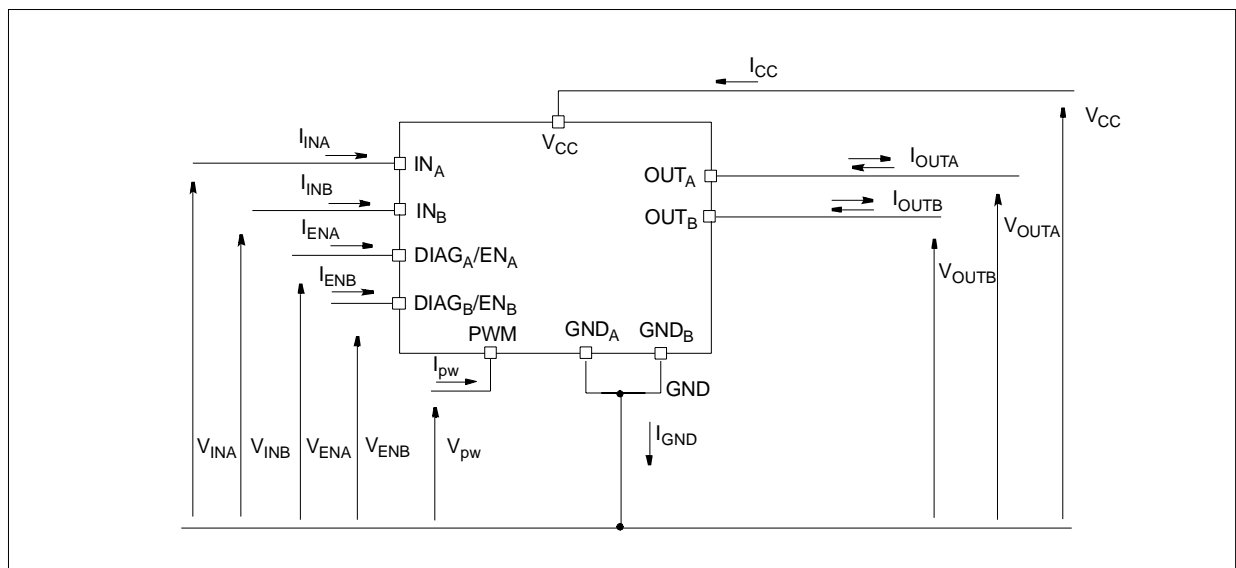 I_CC
V_CC
V_CC
I_INA
IN_A
OUT_A
I_OUTA
I_INB
IN_B
OUT_B
I_OUTB
I_ENA
DIAG_A/EN_A
V_OUTA
I_ENB
DIAG_B/EN_B
V_OUTB
PWM
GND_A
GND_B
I_pw
GND
V_INA
V_INB
V_ENA
V_ENB
V_pw
I_GND